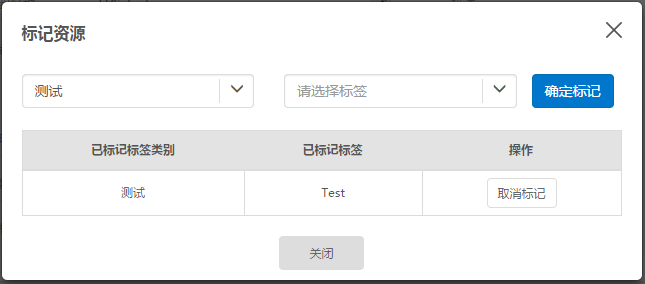 标记资源
测试 请选择标签 确定标记
已标记标签类别 已标记标签 操作
测试 Test 取消标记
关闭